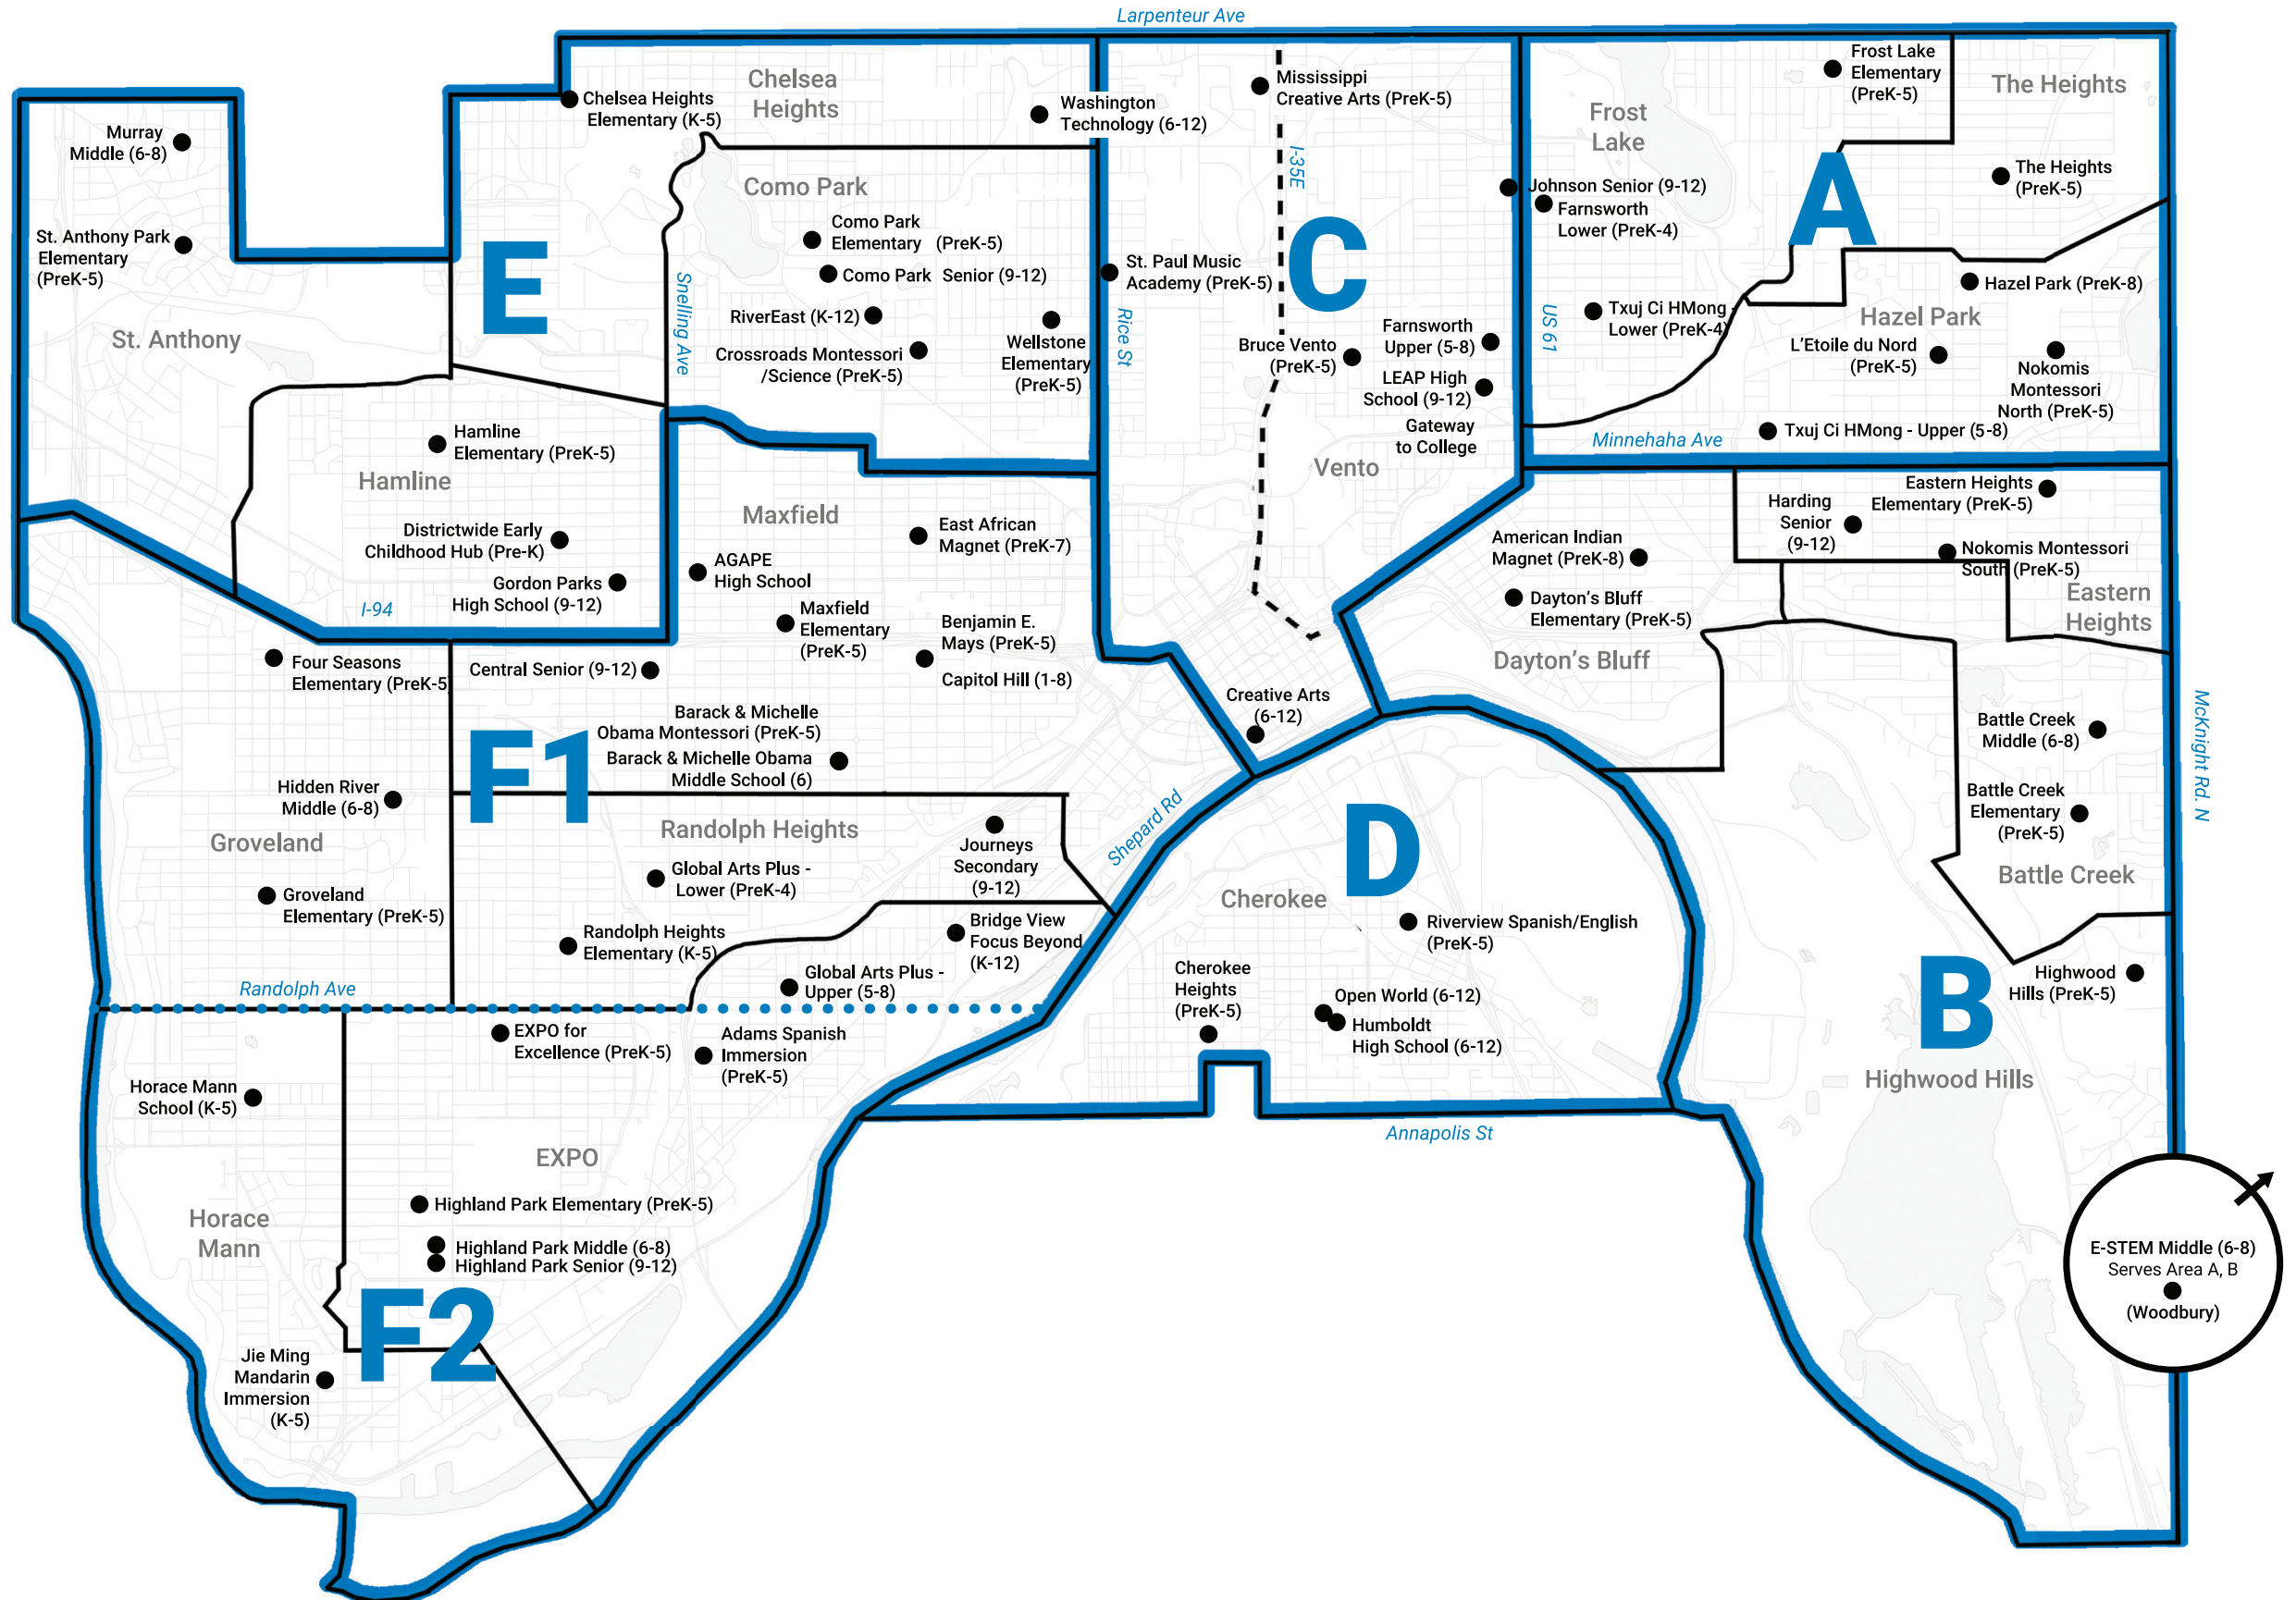 Larpenteur Ave
Murray
Middle (6-8)
St. Anthony Park
Elementary
(PreK-5)
St. Anthony
Chelsea Heights
Elementary (K-5)
Chelsea
Heights
Washington
Technology (6-12)
E
Como Park
Como Park
Elementary (PreK-5)
Como Park Senior (9-12)
RiverEast (K-12)
Crossroads Montessori
/Science (PreK-5)
Wellstone
Elementary
(PreK-5)
Snelling Ave
Hamline
Elementary (PreK-5)
Hamline
Districtwide Early
Childhood Hub (Pre-K)
Gordon Parks
High School (9-12)
I-94
Rice St
Mississippi
Creative Arts (PreK-5)
I-35E
C
St. Paul Music
Academy (PreK-5)
Bruce Vento
(PreK-5)
Farnsworth
Upper (5-8)
LEAP High
School (9-12)
Gateway
to College
Vento
Creative Arts
(6-12)
US 61
Johnson Senior (9-12)
Farnsworth
Lower (PreK-4)
Frost
Lake
Frost Lake
Elementary
(PreK-5)
The Heights
The Heights
(PreK-5)
A
Txuj Ci HMong -
Lower (PreK-4)
Hazel Park (PreK-8)
Hazel Park
L'Etoile du Nord
(PreK-5)
Nokomis
Montessori
North (PreK-5)
Txuj Ci HMong - Upper (5-8)
Minnehaha Ave
Maxfield
East African
Magnet (PreK-7)
AGAPE
High School
Maxfield
Elementary
(PreK-5)
Benjamin E.
Mays (PreK-5)
Capitol Hill (1-8)
Central Senior (9-12)
Barack & Michelle
Obama Montessori (PreK-5)
Barack & Michelle Obama
Middle School (6)
F1
Four Seasons
Elementary (PreK-5)
Hidden River
Middle (6-8)
Groveland
Groveland
Elementary (PreK-5)
Randolph Heights
Journeys
Secondary
(9-12)
Global Arts Plus -
Lower (PreK-4)
Randolph Heights
Elementary (K-5)
Bridge View
Focus Beyond
(K-12)
Global Arts Plus -
Upper (5-8)
Shepard Rd
Randolph Ave
EXPO for
Excellence (PreK-5)
Adams Spanish
Immersion
(PreK-5)
Horace Mann
School (K-5)
EXPO
Horace
Mann
Highland Park Elementary (PreK-5)
Highland Park Middle (6-8)
Highland Park Senior (9-12)
F2
Jie Ming
Mandarin
Immersion
(K-5)
D
Cherokee
Riverview Spanish/English
(PreK-5)
Cherokee
Heights
(PreK-5)
Open World (6-12)
Humboldt
High School (6-12)
Annapolis St
Eastern Heights
Elementary (PreK-5)
Harding
Senior
(9-12)
Nokomis Montessori
South (PreK-5)
Eastern
Heights
American Indian
Magnet (PreK-8)
Dayton's Bluff
Elementary (PreK-5)
Dayton's Bluff
McKnight Rd. N
Battle Creek
Middle (6-8)
Battle Creek
Elementary
(PreK-5)
Battle Creek
B
Highwood
Hills (PreK-5)
Highwood Hills
E-STEM Middle (6-8)
Serves Area A, B
(Woodbury)